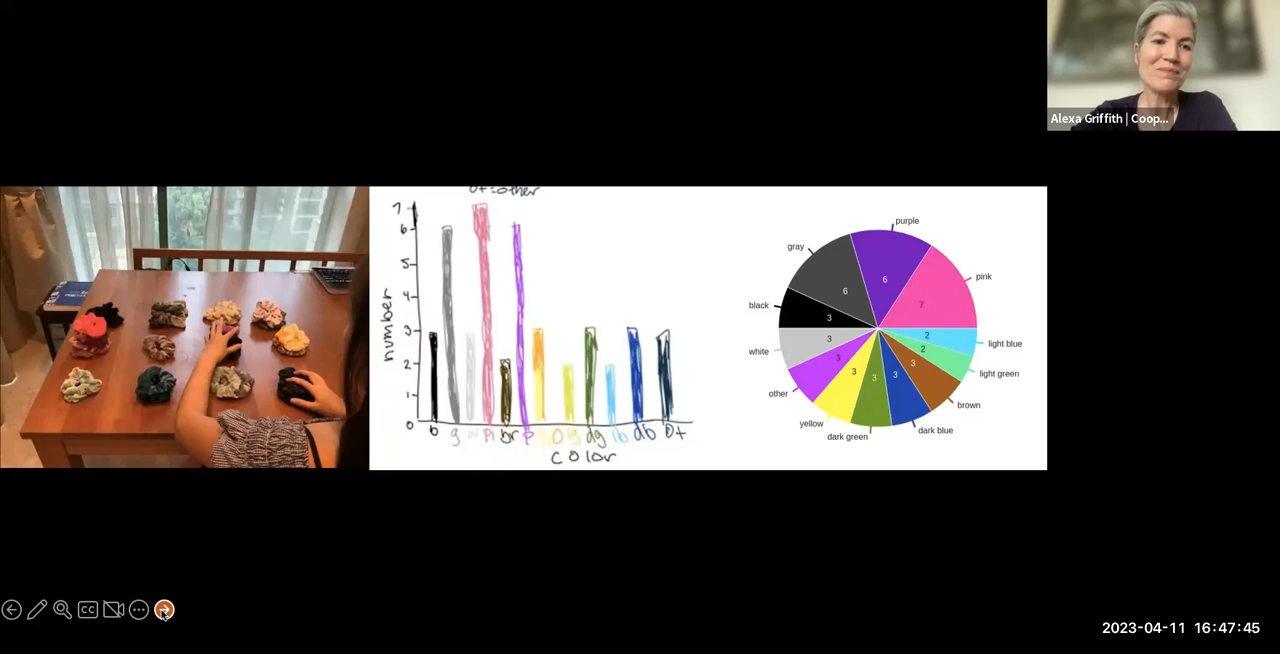 Alexa Griffith | Coop...
ot=other
7
6
5
4
3
2
1
0
number
b g w Pi br P O lg dg lb db Ot
color
purple
pink
light blue
light green
brown
dark blue
dark green
yellow
other
white
black
gray
6
7
2
2
3
3
3
3
3
3
3
6
CC
2023-04-11 16:47:45